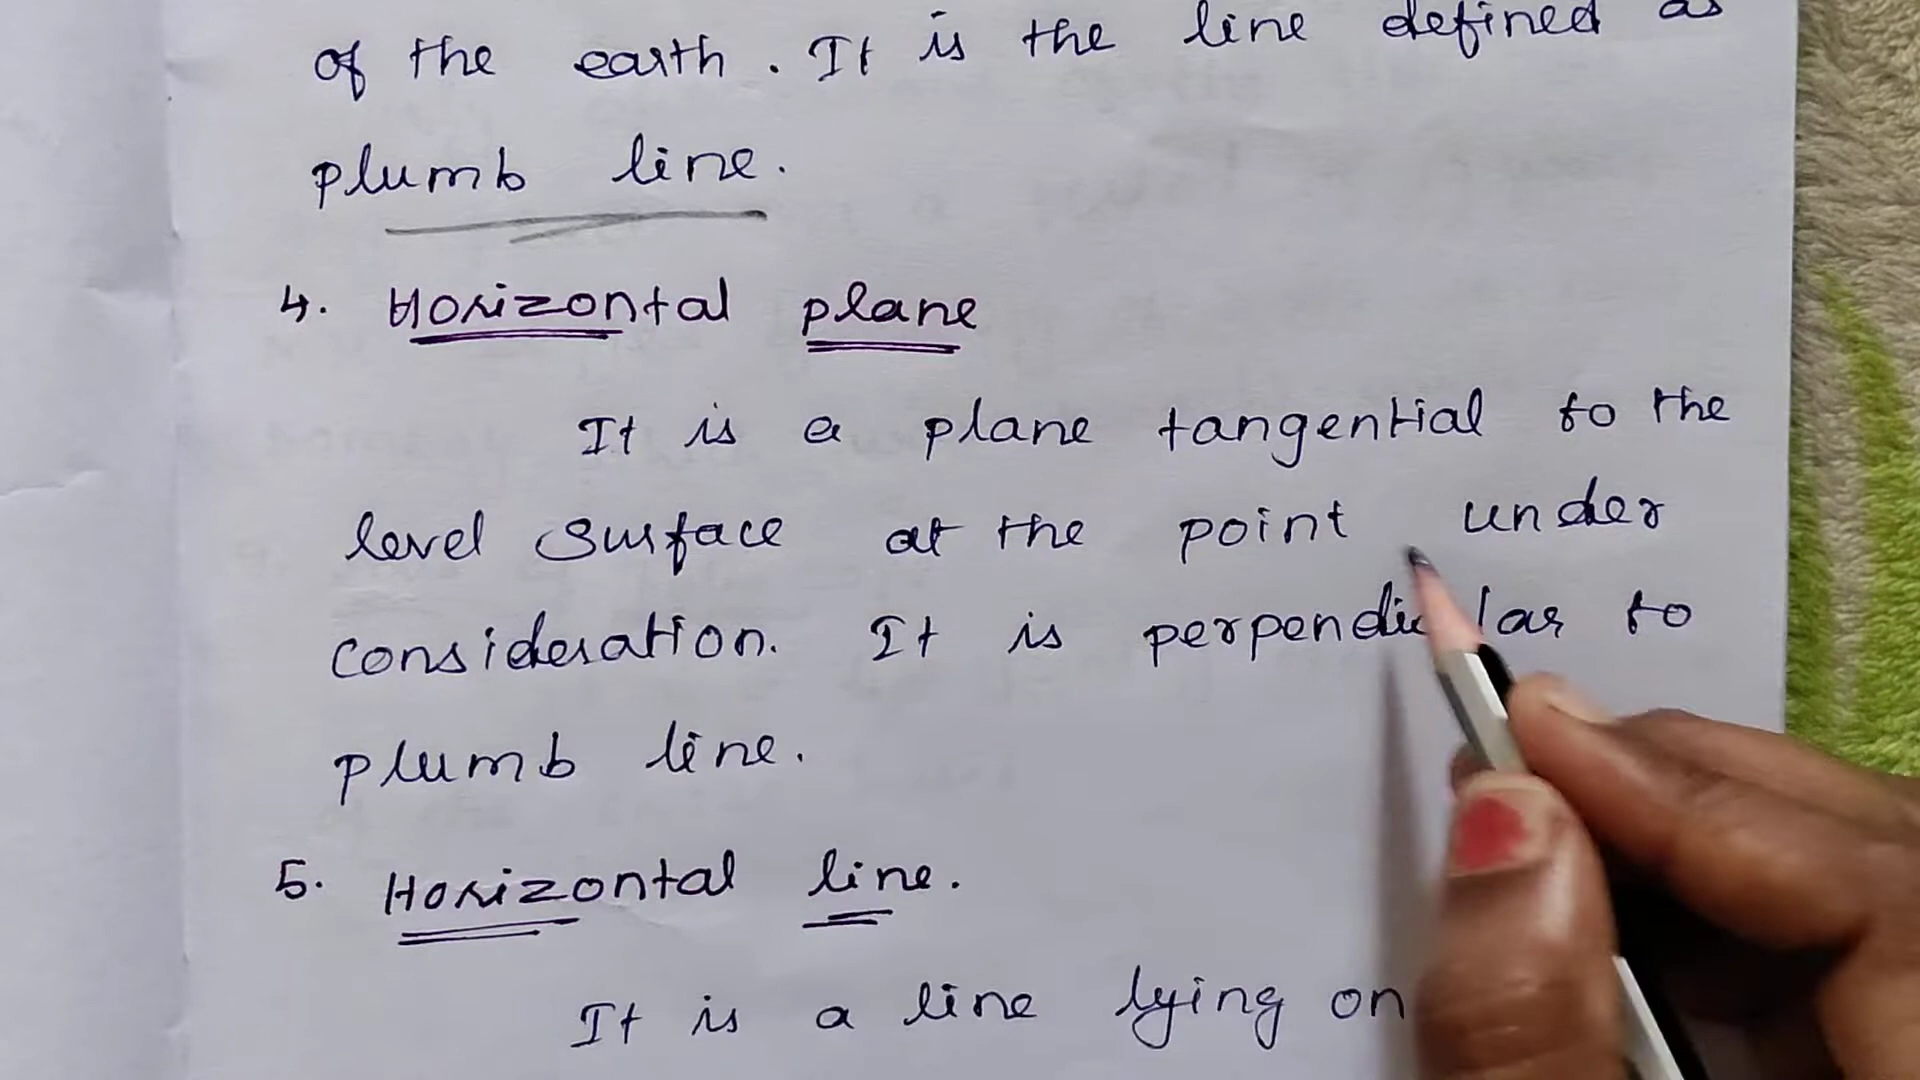 of the earth. It is the line defined as
plumb line.
4. Horizontal plane
It is a plane tangential to the
level surface at the point under
consideration. It is perpendicular to
plumb line.
5. Horizontal line.
It is a line lying on